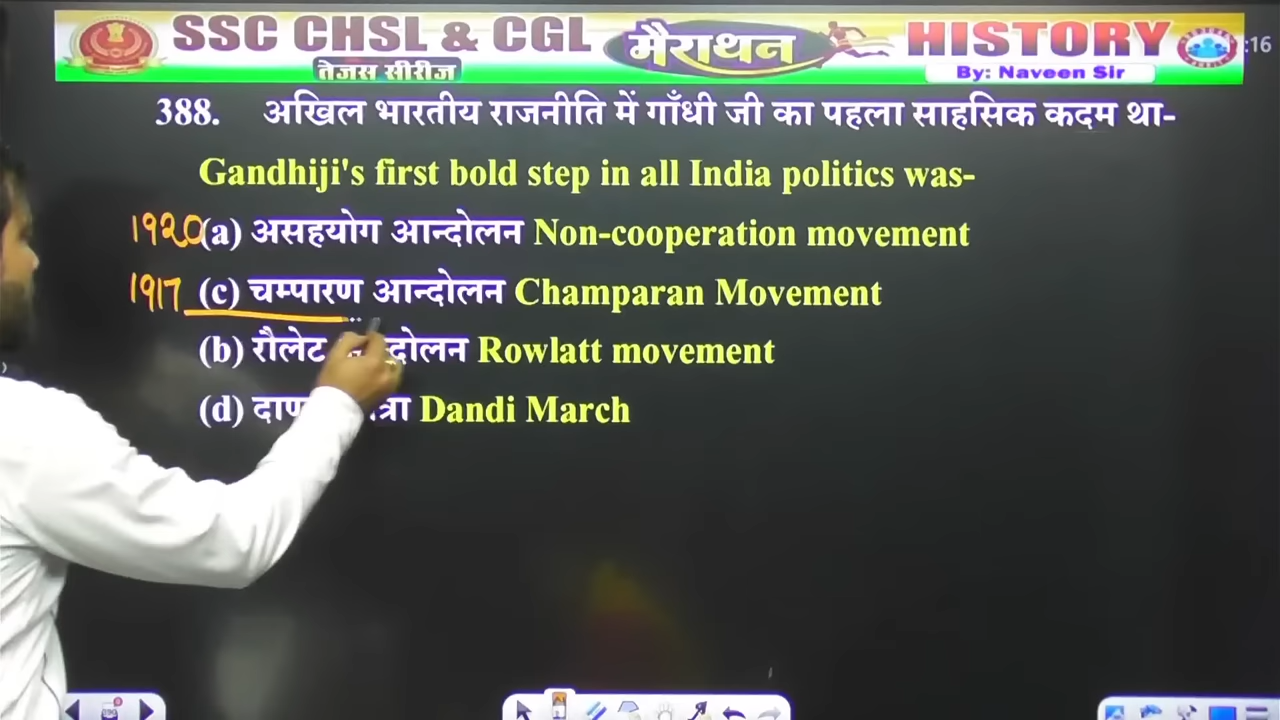 SSC CHSL & CGL
तेजस सीरीज
मैराथन
HISTORY
By: Naveen Sir
:16
388. अखिल भारतीय राजनीति में गाँधी जी का पहला साहसिक कदम था-
Gandhiji's first bold step in all India politics was-
1920 (a) असहयोग आन्दोलन Non-cooperation movement
1917 (c) चम्पारण आन्दोलन Champaran Movement
(b) रौलेट Rowlatt movement
(d) Dandi March